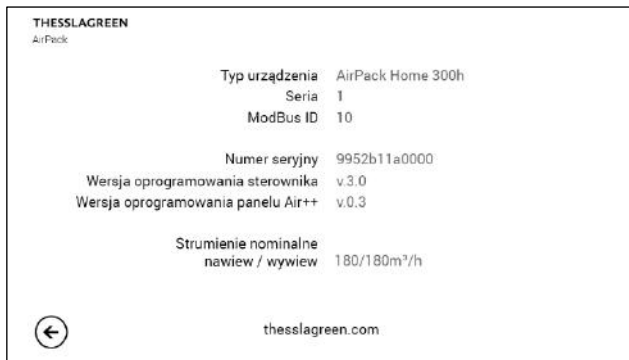 THESSLAGREEN
AirPack
Typ urządzenia AirPack Home 300h
Seria 1
ModBus ID 10
Numer seryjny 9952b11a0000
Wersja oprogramowania sterownika v.3.0
Wersja oprogramowania panelu Air++ v.0.3
Strumienie nominalne
nawiew / wywiew 180/180m³/h
thesslagreen.com